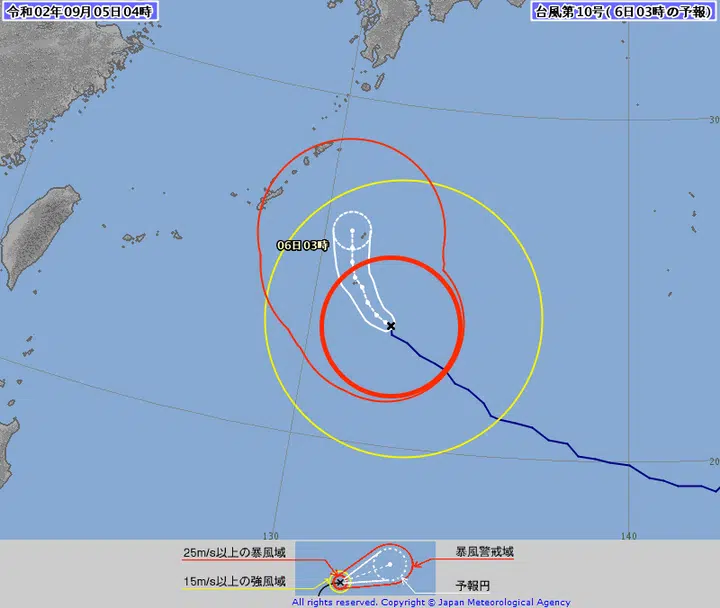 令和02年09月05日04時
台風第10号( 6日03時の予報)
30
06日03時
20
130
140
25m/s以上の暴風域
暴風警戒域
15m/s以上の強風域
予報円
All rights reserved. Copyright © Japan Meteorological Agency